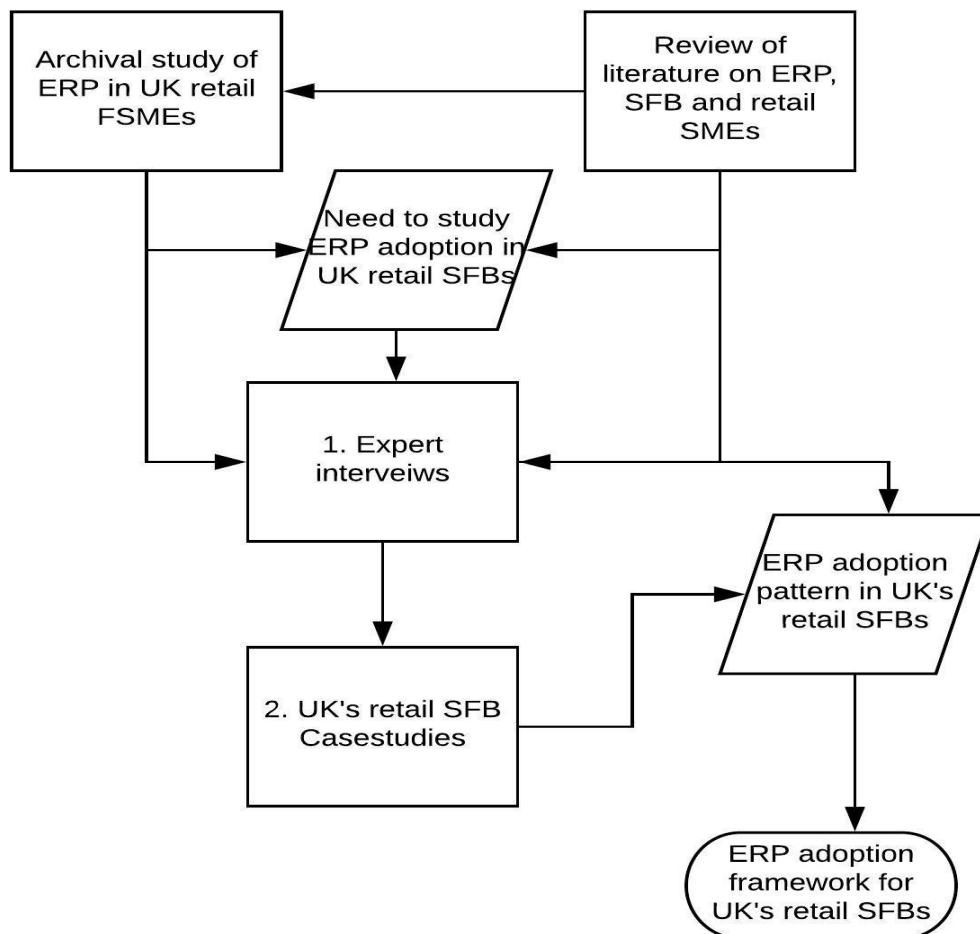 Archival study of
ERP in UK retail
FSMEs
Review of
literature on ERP,
SFB and retail
SMEs
Need to study
ERP adoption in
UK retail SFBs
1. Expert
interveiws
ERP adoption
pattern in UK's
retail SFBs
2. UK's retail SFB
Casestudies
ERP adoption
framework for
UK's retail SFBs